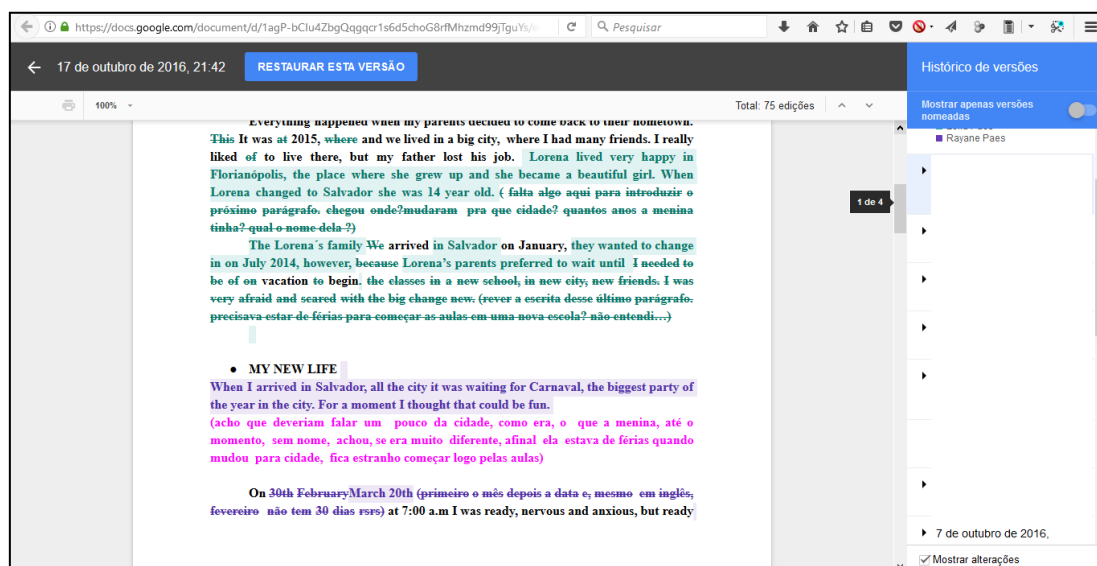 https://docs.google.com/document/d/1agP-bCIu4ZbgQqgqcr1s6d5choG8rfMhzmd99jTguYs/
Pesquisar
17 de outubro de 2016, 21:42
RESTAURAR ESTA VERSÃO
Histórico de versões
100%
Total: 75 edições
Mostrar apenas versões
nomeadas
Rayane Paes
Everything happened when my parents decided to come back to their hometown.
This It was at 2015, where and we lived in a big city, where I had many friends. I really
liked of to live there, but my father lost his job. Lorena lived very happy in
Florianópolis, the place where she grew up and she became a beautiful girl. When
Lorena changed to Salvador she was 14 year old. ( falta algo aqui para introduzir o
próximo parágrafo. chegou onde?mudaram pra que cidade? quantos anos a menina
tinha? qual o nome dela ?)
1 de 4
The Lorena´s family We arrived in Salvador on January, they wanted to change
in on July 2014, however, because Lorena's parents preferred to wait until I needed to
be of on vacation to begin. the classes in a new school, in new city, new friends. I was
very afraid and scared with the big change new. (rever a escrita desse último parágrafo.
precisava estar de férias para começar as aulas em uma nova escola? não entendi…)
• MY NEW LIFE
When I arrived in Salvador, all the city it was waiting for Carnaval, the biggest party of
the year in the city. For a moment I thought that could be fun.
(acho que deveriam falar um pouco da cidade, como era, o que a menina, até o
momento, sem nome, achou, se era muito diferente, afinal ela estava de férias quando
mudou para cidade, fica estranho começar logo pelas aulas)
On 30th FebruaryMarch 20th (primeiro o mês depois a data e, mesmo em inglês,
fevereiro não tem 30 dias rsrs) at 7:00 a.m I was ready, nervous and anxious, but ready
7 de outubro de 2016,
Mostrar alterações